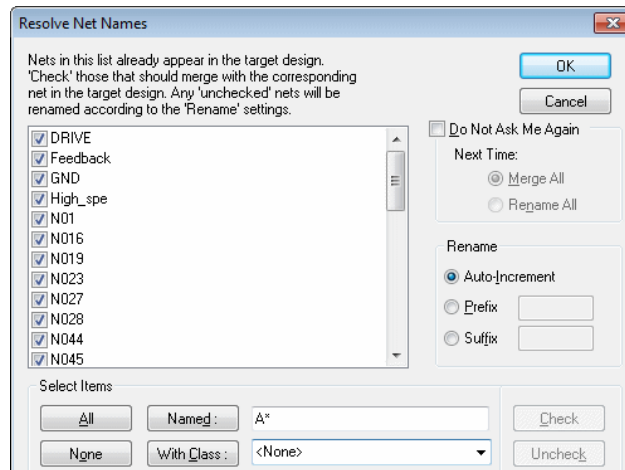 Resolve Net Names
Nets in this list already appear in the target design.
'Check' those that should merge with the corresponding
net in the target design. Any 'unchecked' nets will be
renamed according to the 'Rename' settings.
OK
Cancel
DRIVE
Feedback
GND
High_spe
N01
N016
N019
N023
N027
N028
N044
N045
Do Not Ask Me Again
Next Time:
Merge All
Rename All
Rename
Auto-Increment
Prefix
Suffix
Select Items
All
Named :
A*
Check
None
With Class :
<None>
Uncheck